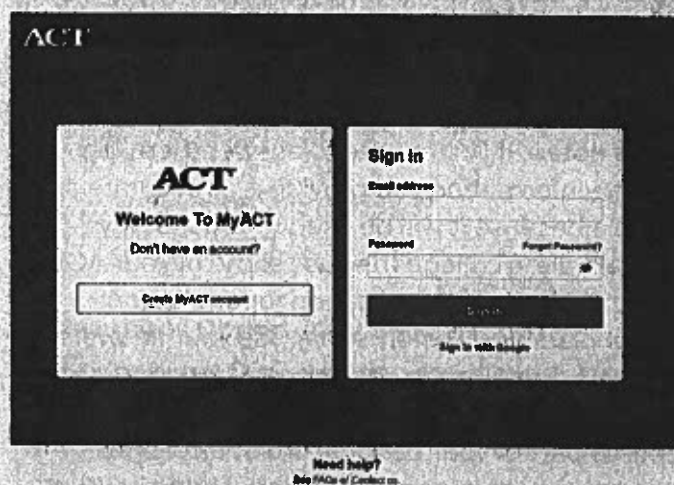 ACT
ACT
Welcome To MyACT
Don't have an account?
Create MyACT account
Sign in
Email address
Password Forgot Password?
Sign in
Sign in with Google
Need help?
See FAQs or Contact us.